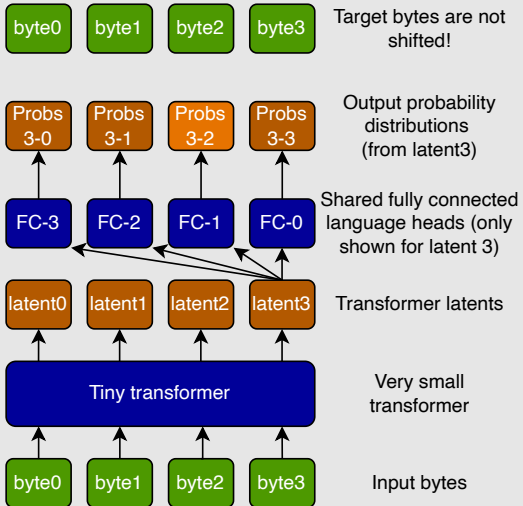 byte0 byte1 byte2 byte3
Target bytes are not
shifted!
Probs
3-0
Probs
3-1
Probs
3-2
Probs
3-3
Output probability
distributions
(from latent3)
FC-3 FC-2 FC-1 FC-0
Shared fully connected
language heads (only
shown for latent 3)
latent0 latent1 latent2 latent3
Transformer latents
Tiny transformer
Very small
transformer
byte0 byte1 byte2 byte3
Input bytes